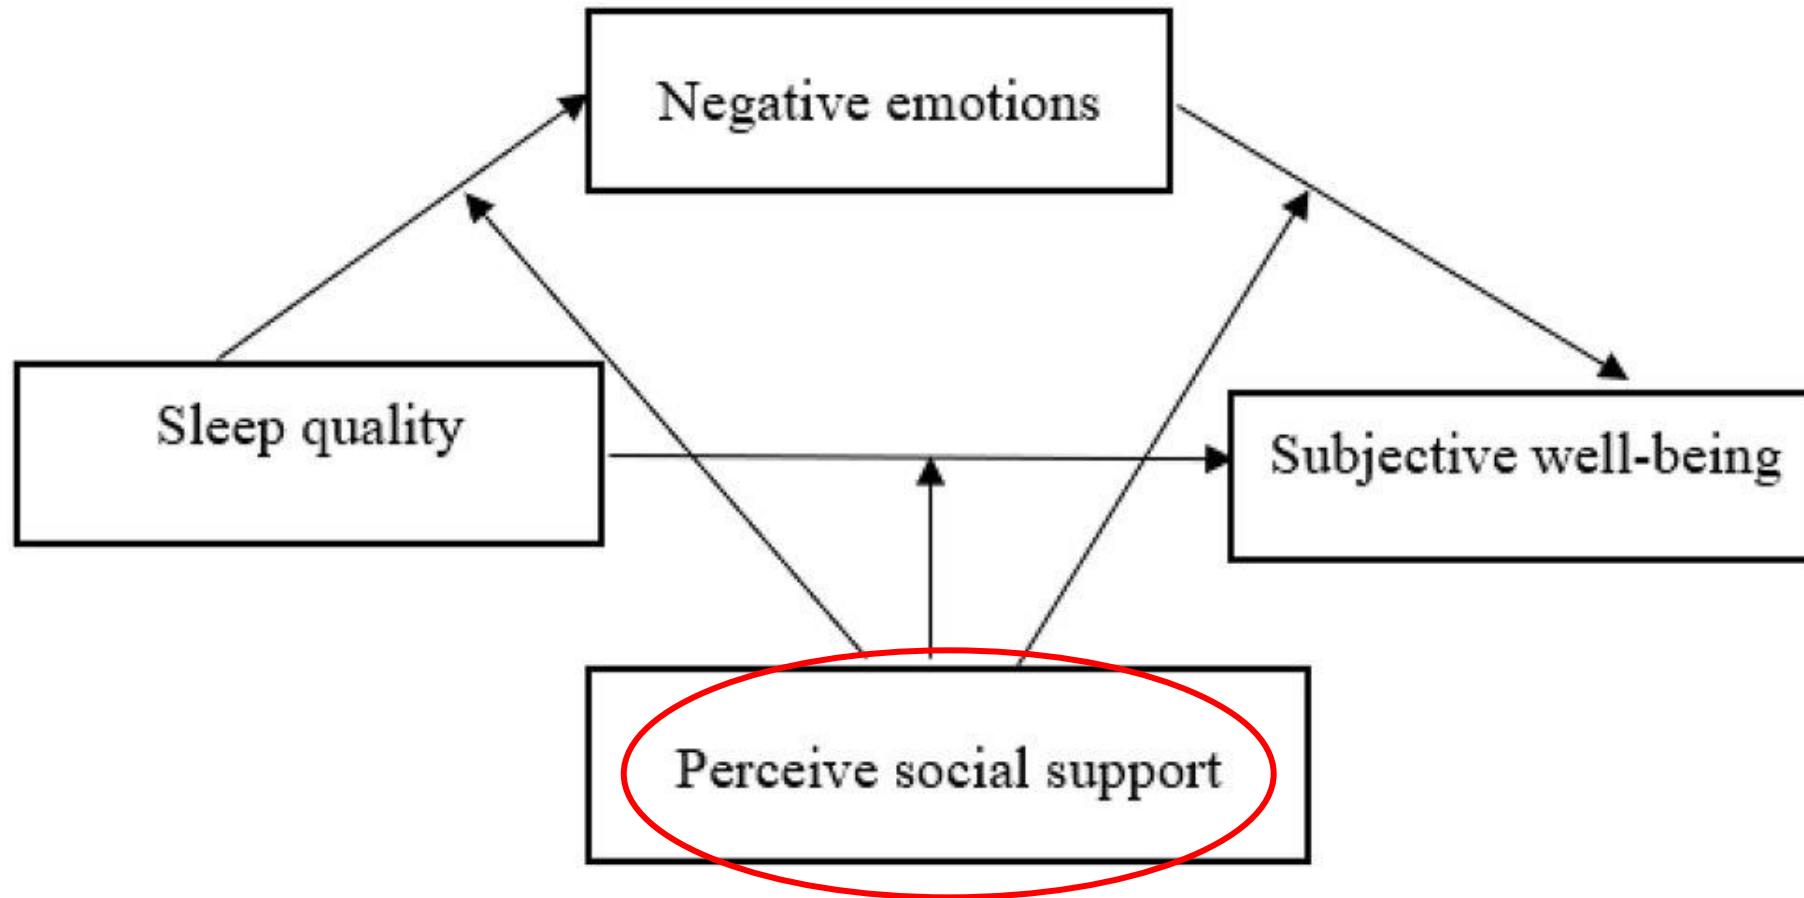 Negative emotions
Sleep quality
Subjective well-being
Perceive social support